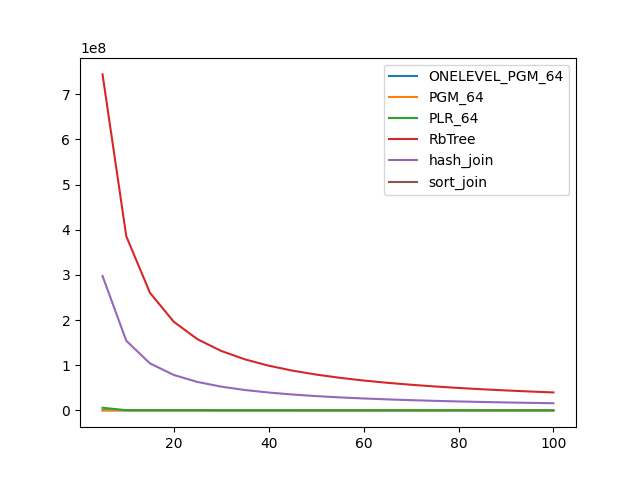 1e8
ONELEVEL_PGM_64
PGM_64
PLR_64
RbTree
hash_join
sort_join
7
6
5
4
3
2
1
0
20 40 60 80 100